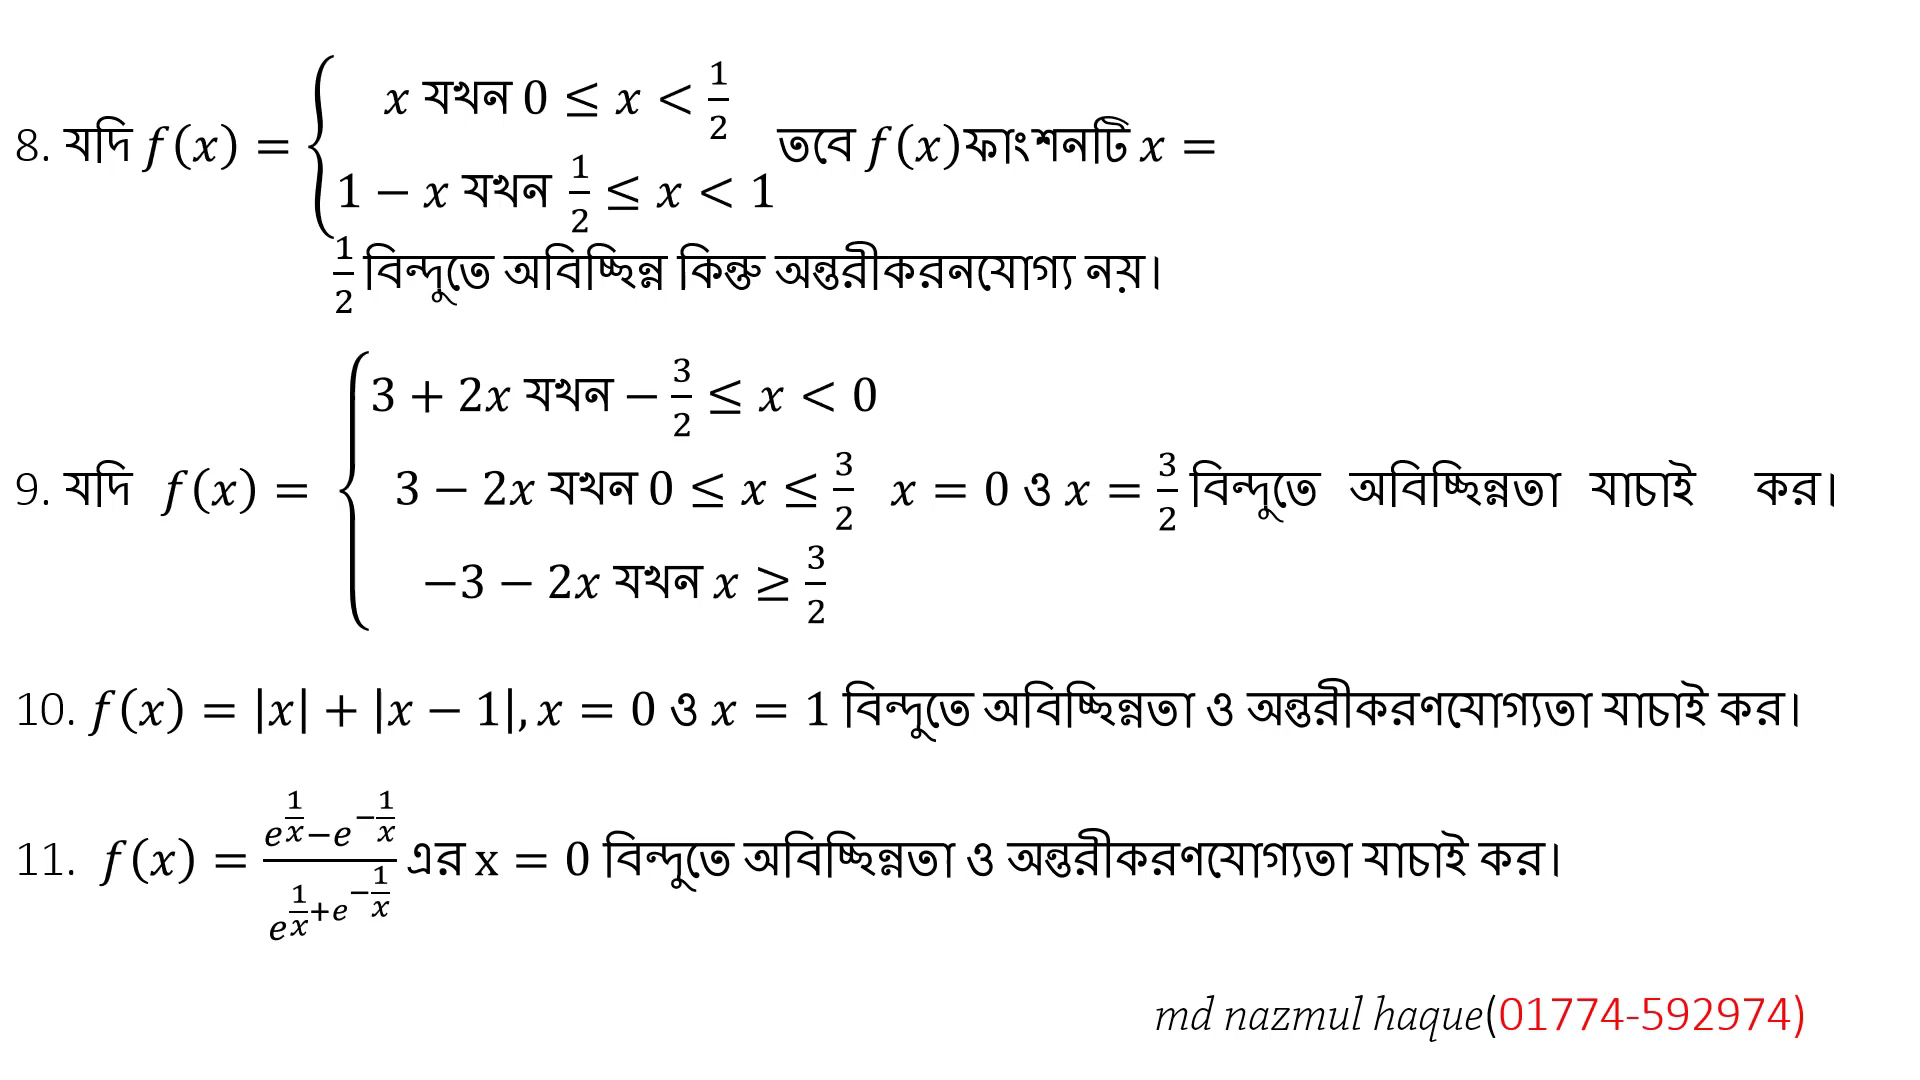 8. যদি f(x) = { x যখন 0 ≤ x < 1/2
1 − x যখন 1/2 ≤ x < 1 তবে f(x)ফাংশনটি x =
1/2 বিন্দুতে অবিচ্ছিন্ন কিন্তু অন্তরীকরনযোগ্য নয়।
9. যদি f(x) = { 3 + 2x যখন − 3/2 ≤ x < 0
3 − 2x যখন 0 ≤ x ≤ 3/2 x = 0 ও x = 3/2 বিন্দুতে অবিচ্ছিন্নতা যাচাই কর।
−3 − 2x যখন x ≥ 3/2
10. f(x) = |x| + |x − 1|, x = 0 ও x = 1 বিন্দুতে অবিচ্ছিন্নতা ও অন্তরীকরণযোগ্যতা যাচাই কর।
11. f(x) = (e^(1/x)−e^(−1/x))/(e^(1/x+e^(−1/x))) এর x = 0 বিন্দুতে অবিচ্ছিন্নতা ও অন্তরীকরণযোগ্যতা যাচাই কর।
md nazmul haque(01774-592974)